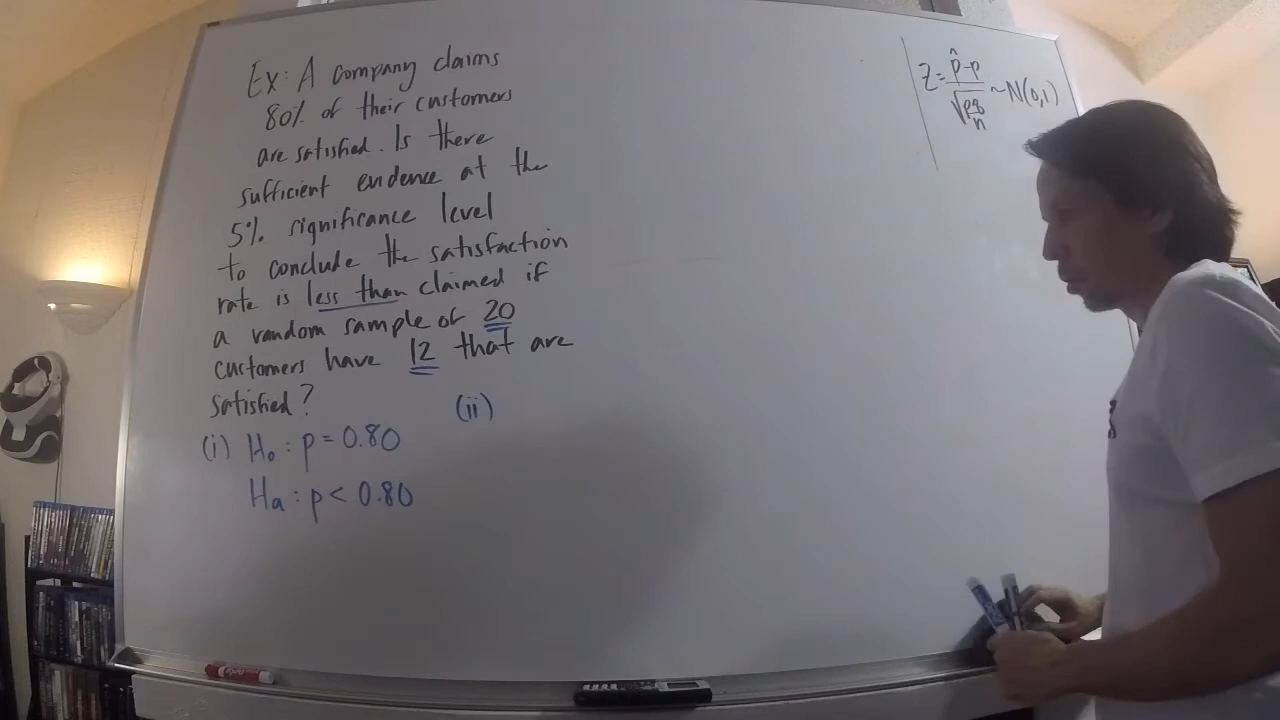 Ex: A company claims
80% of their customers
are satisfied. Is there
sufficient evidence at the
5% significance level
to conclude the satisfaction
rate is less than claimed if
a random sample of 20
customers have 12 that are
satisfied?
(i) H₀: p = 0.80
Hₐ: p < 0.80
(ii)
Z = (p̂-p)/√(pq/n) ~ N(0,1)